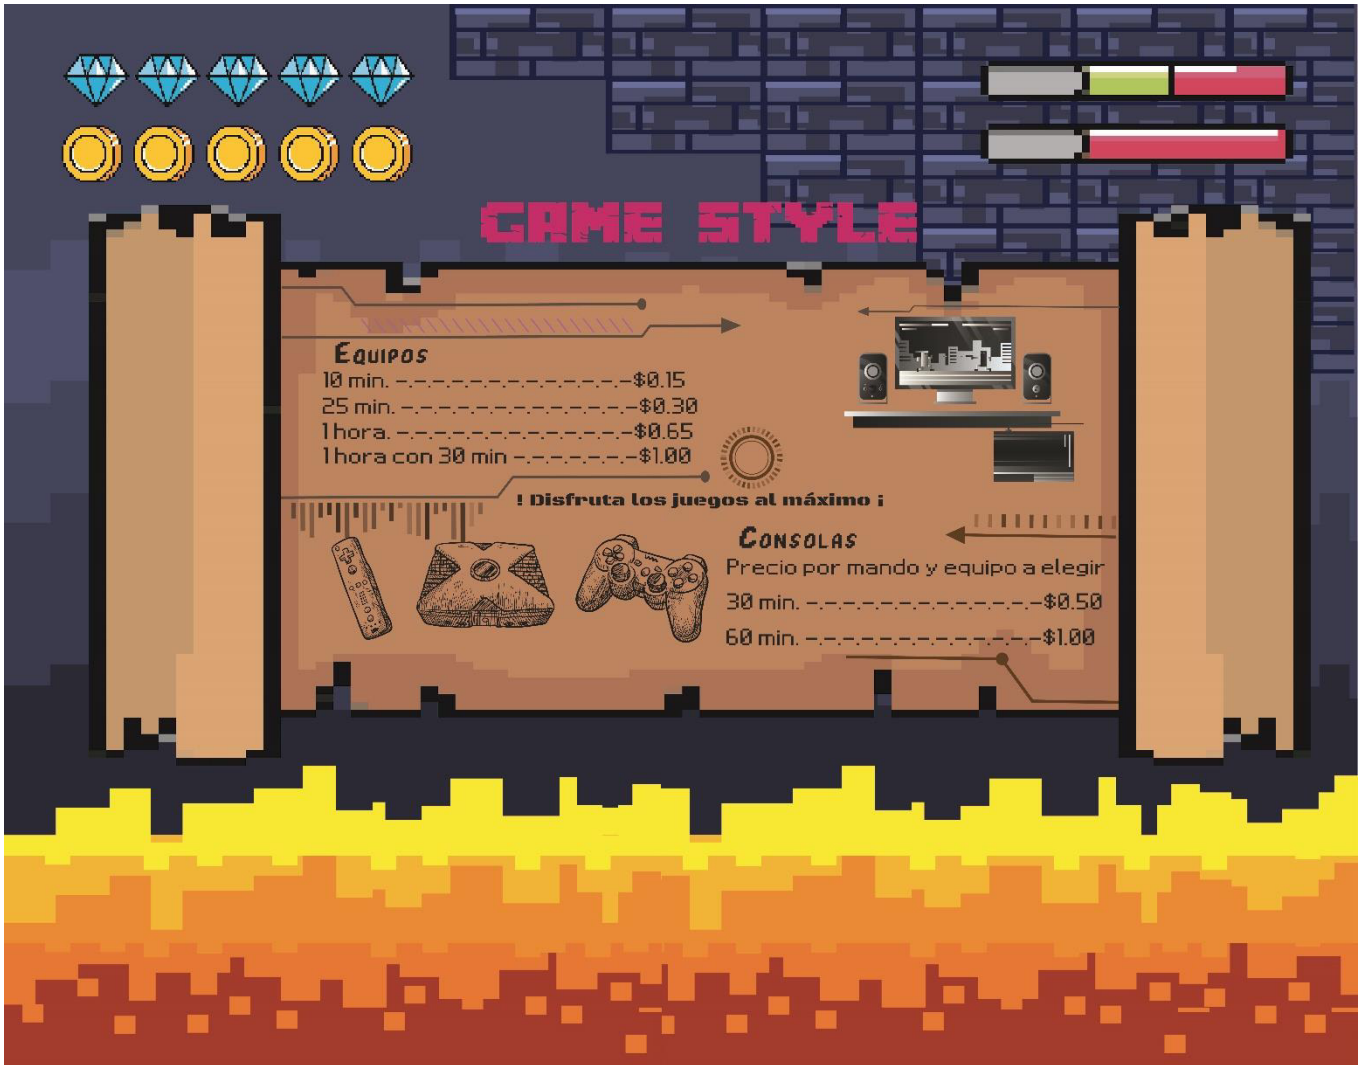 GAME STYLE
Equipos
10 min. -.-.-.-.-.-.-.-.-.-.-.-.-$0.15
25 min. -.-.-.-.-.-.-.-.-.-.-.-.-$0.30
1 hora. -.-.-.-.-.-.-.-.-.-.-.-.-$0.65
1 hora con 30 min -.-.-.-.-.-.-$1.00
! Disfruta los juegos al máximo ¡
Consolas
Precio por mando y equipo a elegir
30 min. -.-.-.-.-.-.-.-.-.-.-.-.-$0.50
60 min. -.-.-.-.-.-.-.-.-.-.-.-.-$1.00